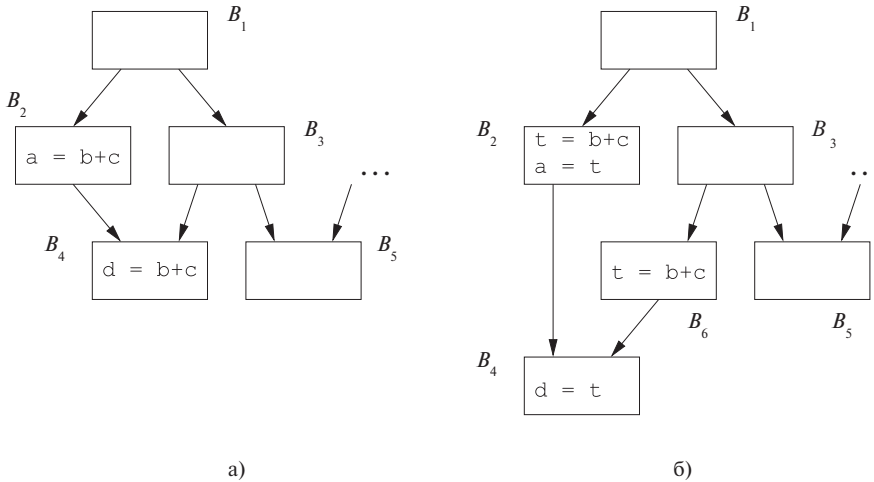 B1
B2
a = b+c
B3
...
B4
d = b+c
B5
а)
B1
B2
t = b+c
a = t
B3
..
t = b+c
B6
B5
B4
d = t
б)